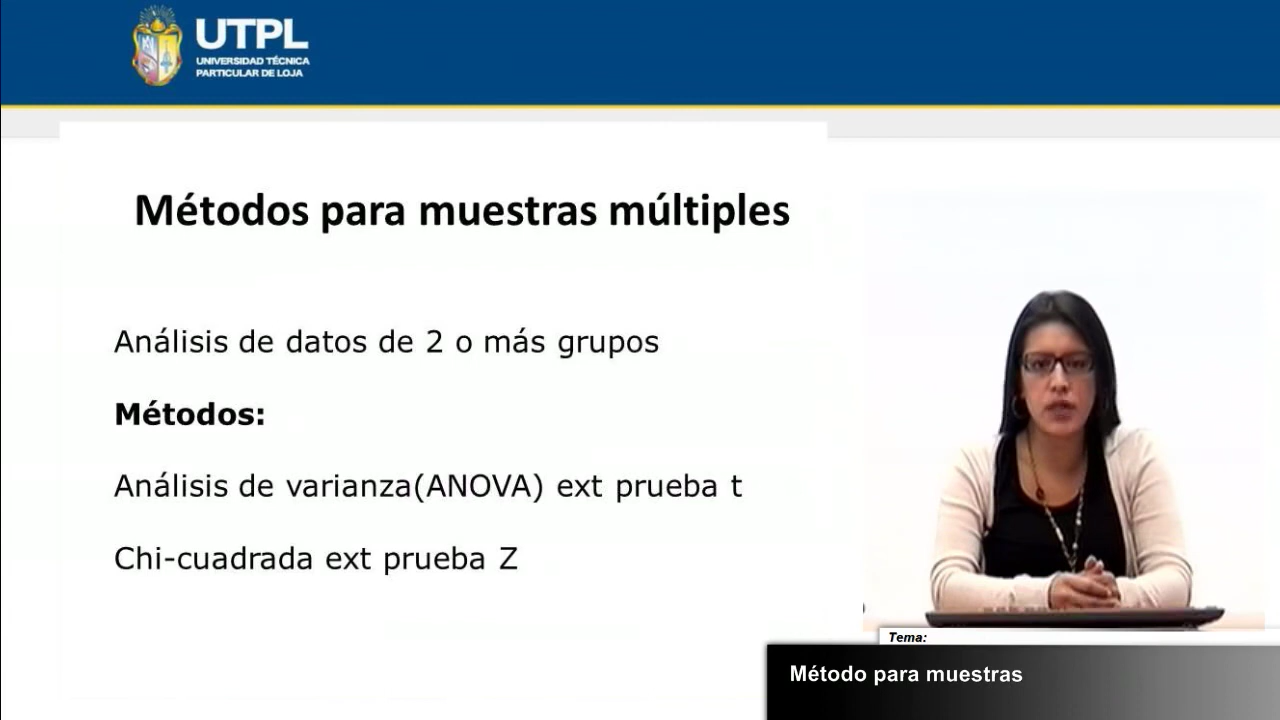 UTPL
UNIVERSIDAD TÉCNICA
PARTICULAR DE LOJA
Métodos para muestras múltiples
Análisis de datos de 2 o más grupos
Métodos:
Análisis de varianza(ANOVA) ext prueba t
Chi-cuadrada ext prueba Z
Tema:
Método para muestras